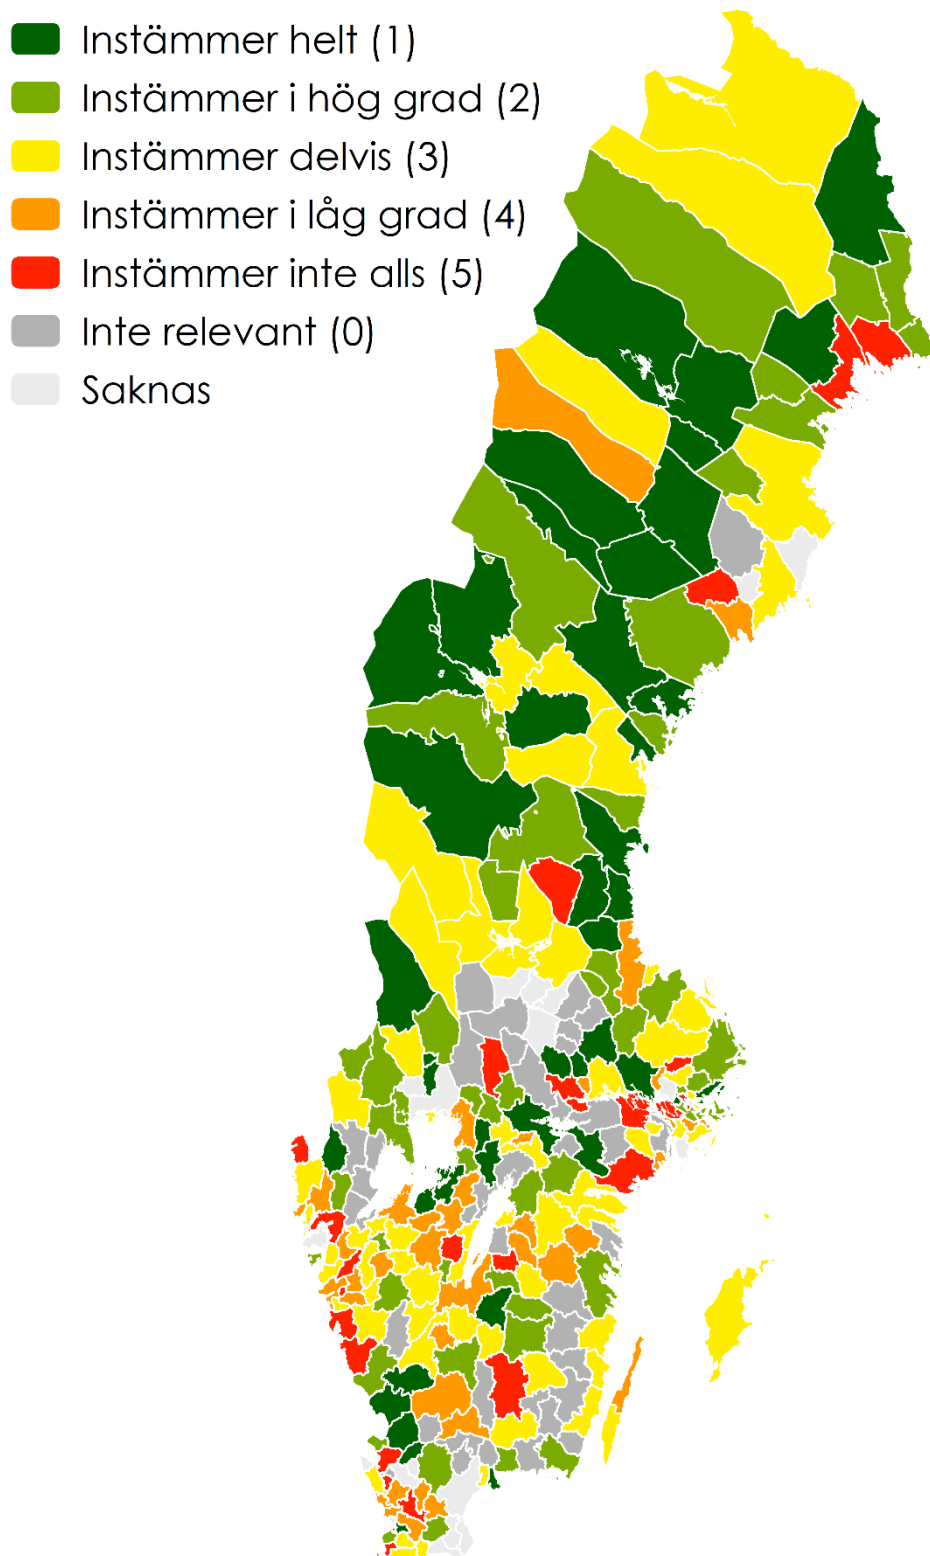 Instämmer helt (1)
Instämmer i hög grad (2)
Instämmer delvis (3)
Instämmer i låg grad (4)
Instämmer inte alls (5)
Inte relevant (0)
Saknas